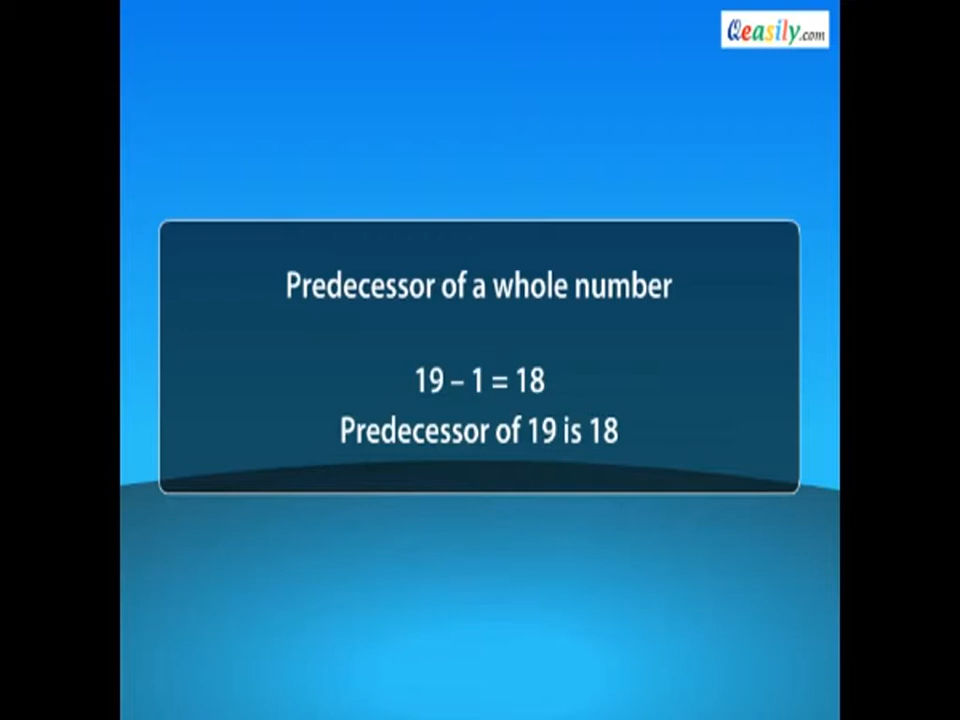 Qeasily.com
Predecessor of a whole number
19 – 1 = 18
Predecessor of 19 is 18